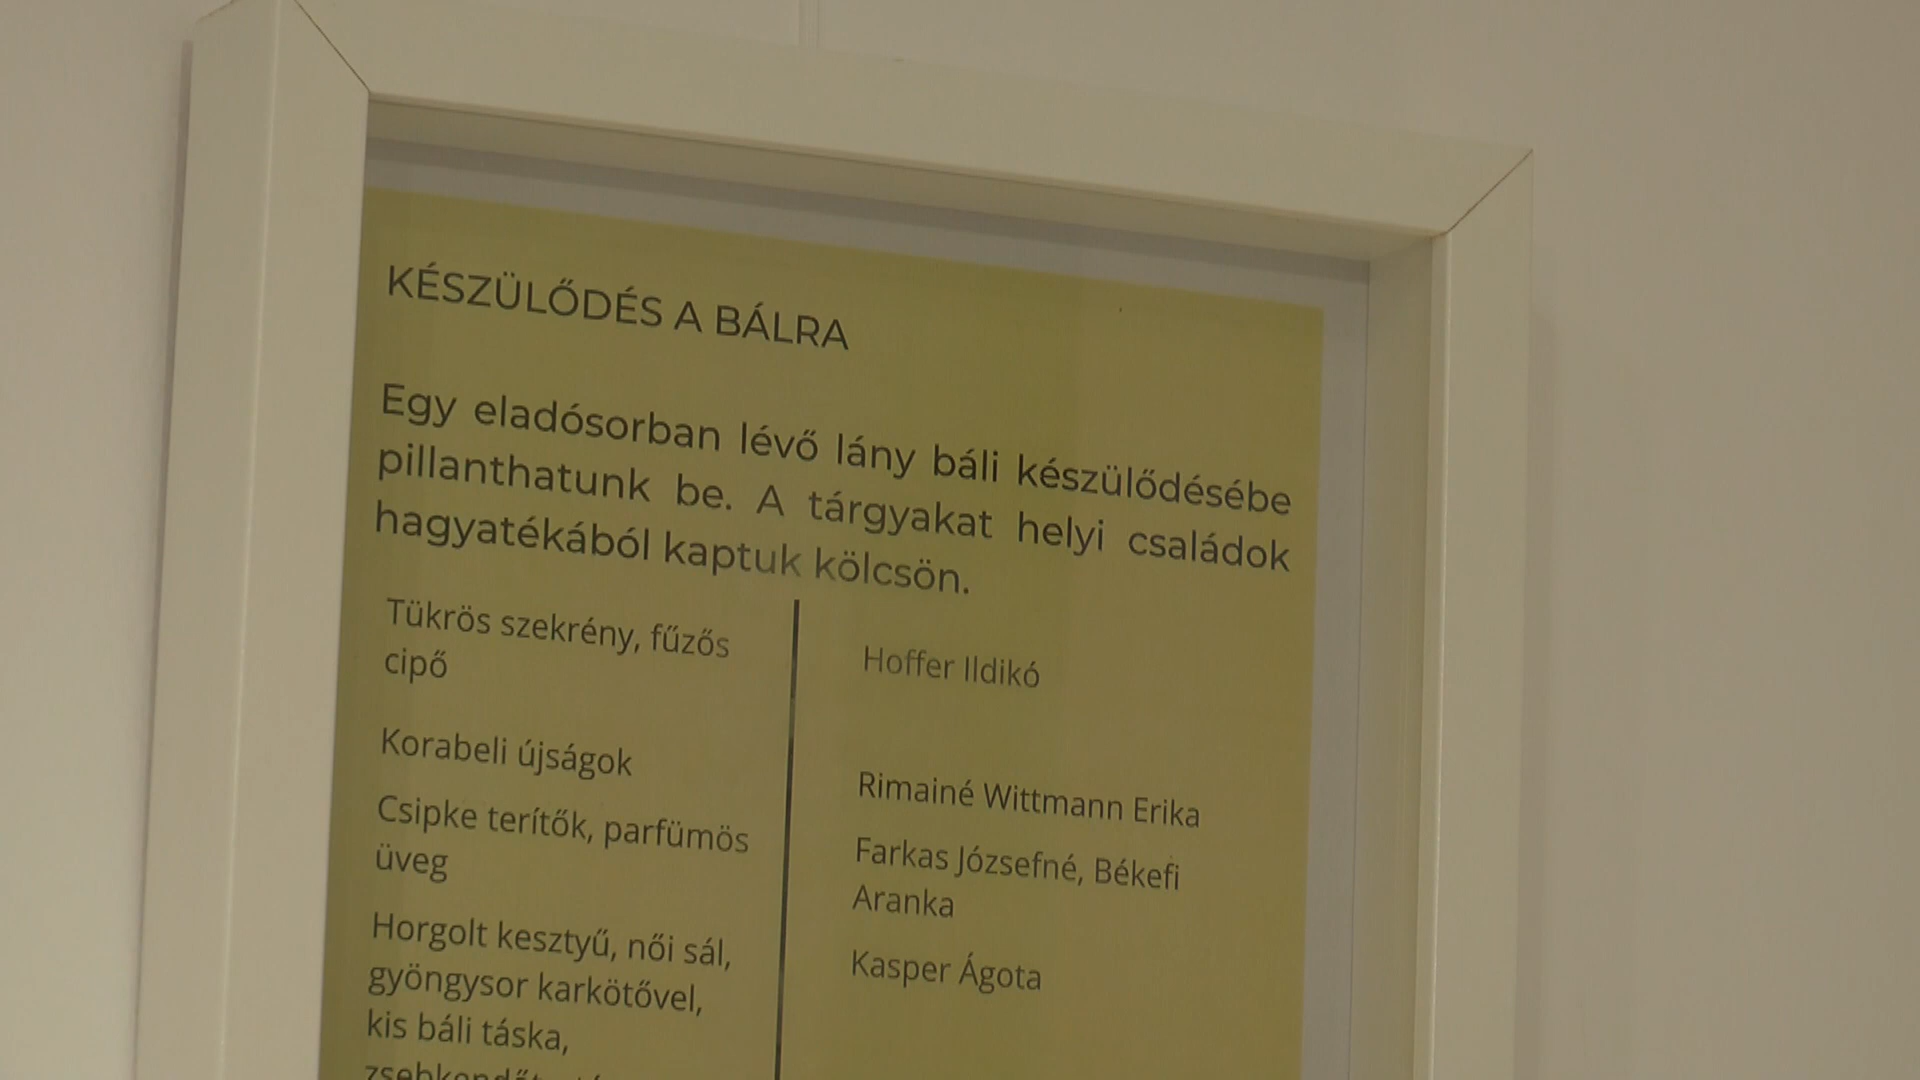 KÉSZÜLŐDÉS A BÁLRA
Egy eladósorban lévő lány báli készülődésébe
pillanthatunk be. A tárgyakat helyi családok
hagyatékából kaptuk kölcsön.
Tükrös szekrény, fűzős
cipő
Hoffer Ildikó
Korabeli újságok
Rimainé Wittmann Erika
Csipke terítők, parfümös
üveg
Farkas Józsefné, Békefi
Aranka
Horgolt kesztyű, női sál,
gyöngysor karkötővel,
kis báli táska,
Kasper Ágota